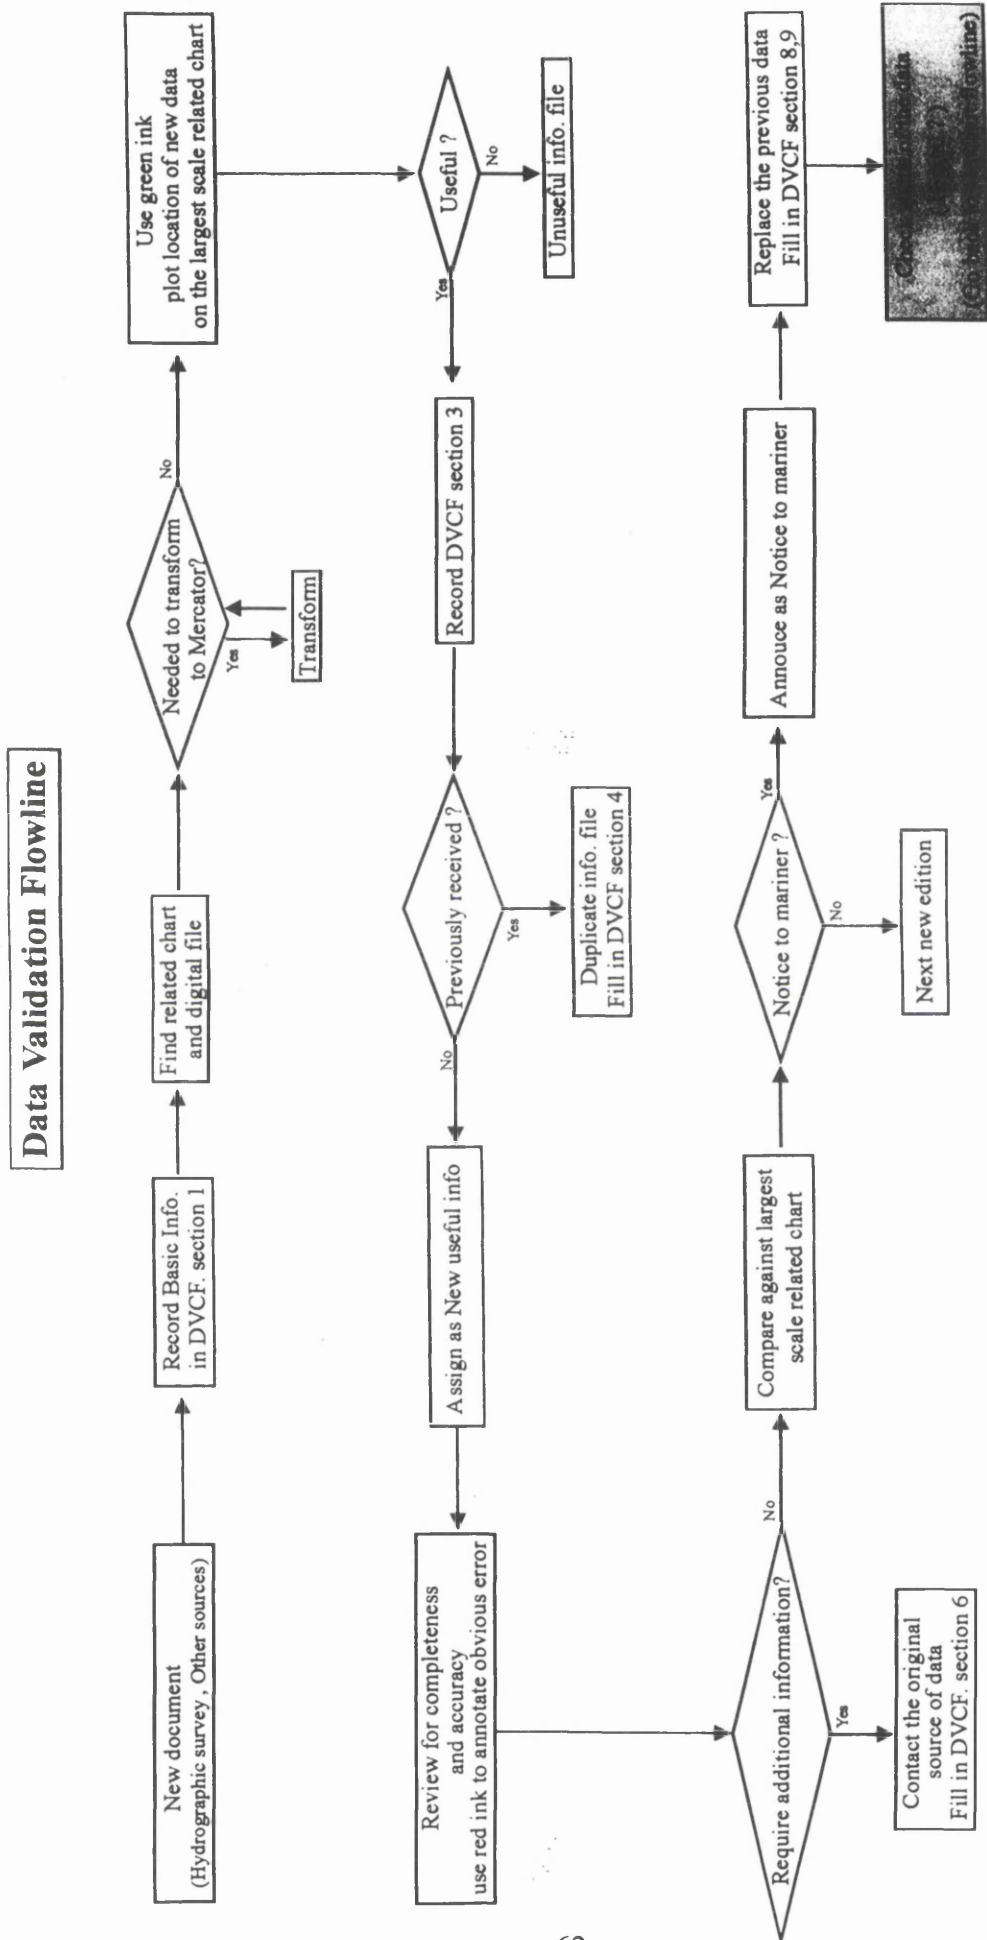 Data Validation Flowline
New document
(Hydrographic survey , Other sources)
Record Basic Info.
in DVCF. section 1
Find related chart
and digital file
Needed to transform
to Mercator?
Yes
Transform
No
Use green ink
plot location of new data
on the largest scale related chart
Useful ?
No
Unuseful info. file
Yes
Record DVCF section 3
Previously received ?
Yes
Duplicate info. file
Fill in DVCF section 4
No
Assign as New useful info
Review for completeness
and accuracy
use red ink to annotate obvious error
Require additional information?
Yes
Contact the original
source of data
Fill in DVCF. section 6
No
Compare against largest
scale related chart
Notice to mariner ?
No
Next new edition
Yes
Annouce as Notice to mariner
Replace the previous data
Fill in DVCF section 8,9
data
flowline)